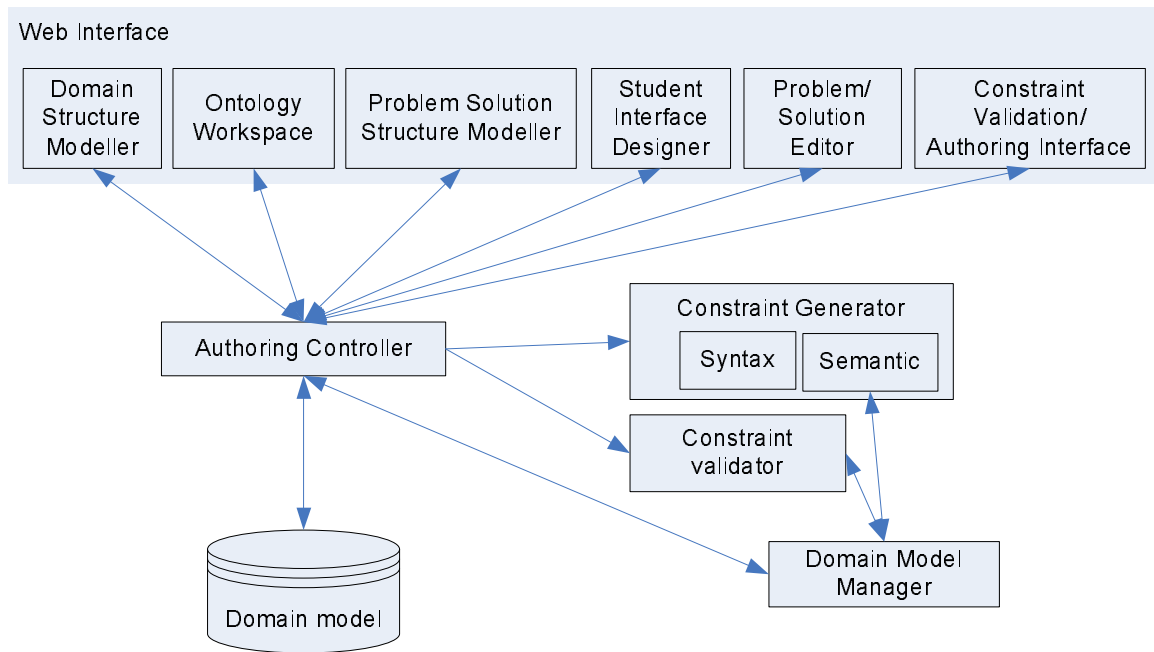 Web Interface
Domain
Structure
Modeller
Ontology
Workspace
Problem Solution
Structure Modeller
Student
Interface
Designer
Problem/
Solution
Editor
Constraint
Validation/
Authoring Interface
Authoring Controller
Constraint Generator
Syntax
Semantic
Constraint
validator
Domain Model
Manager
Domain model